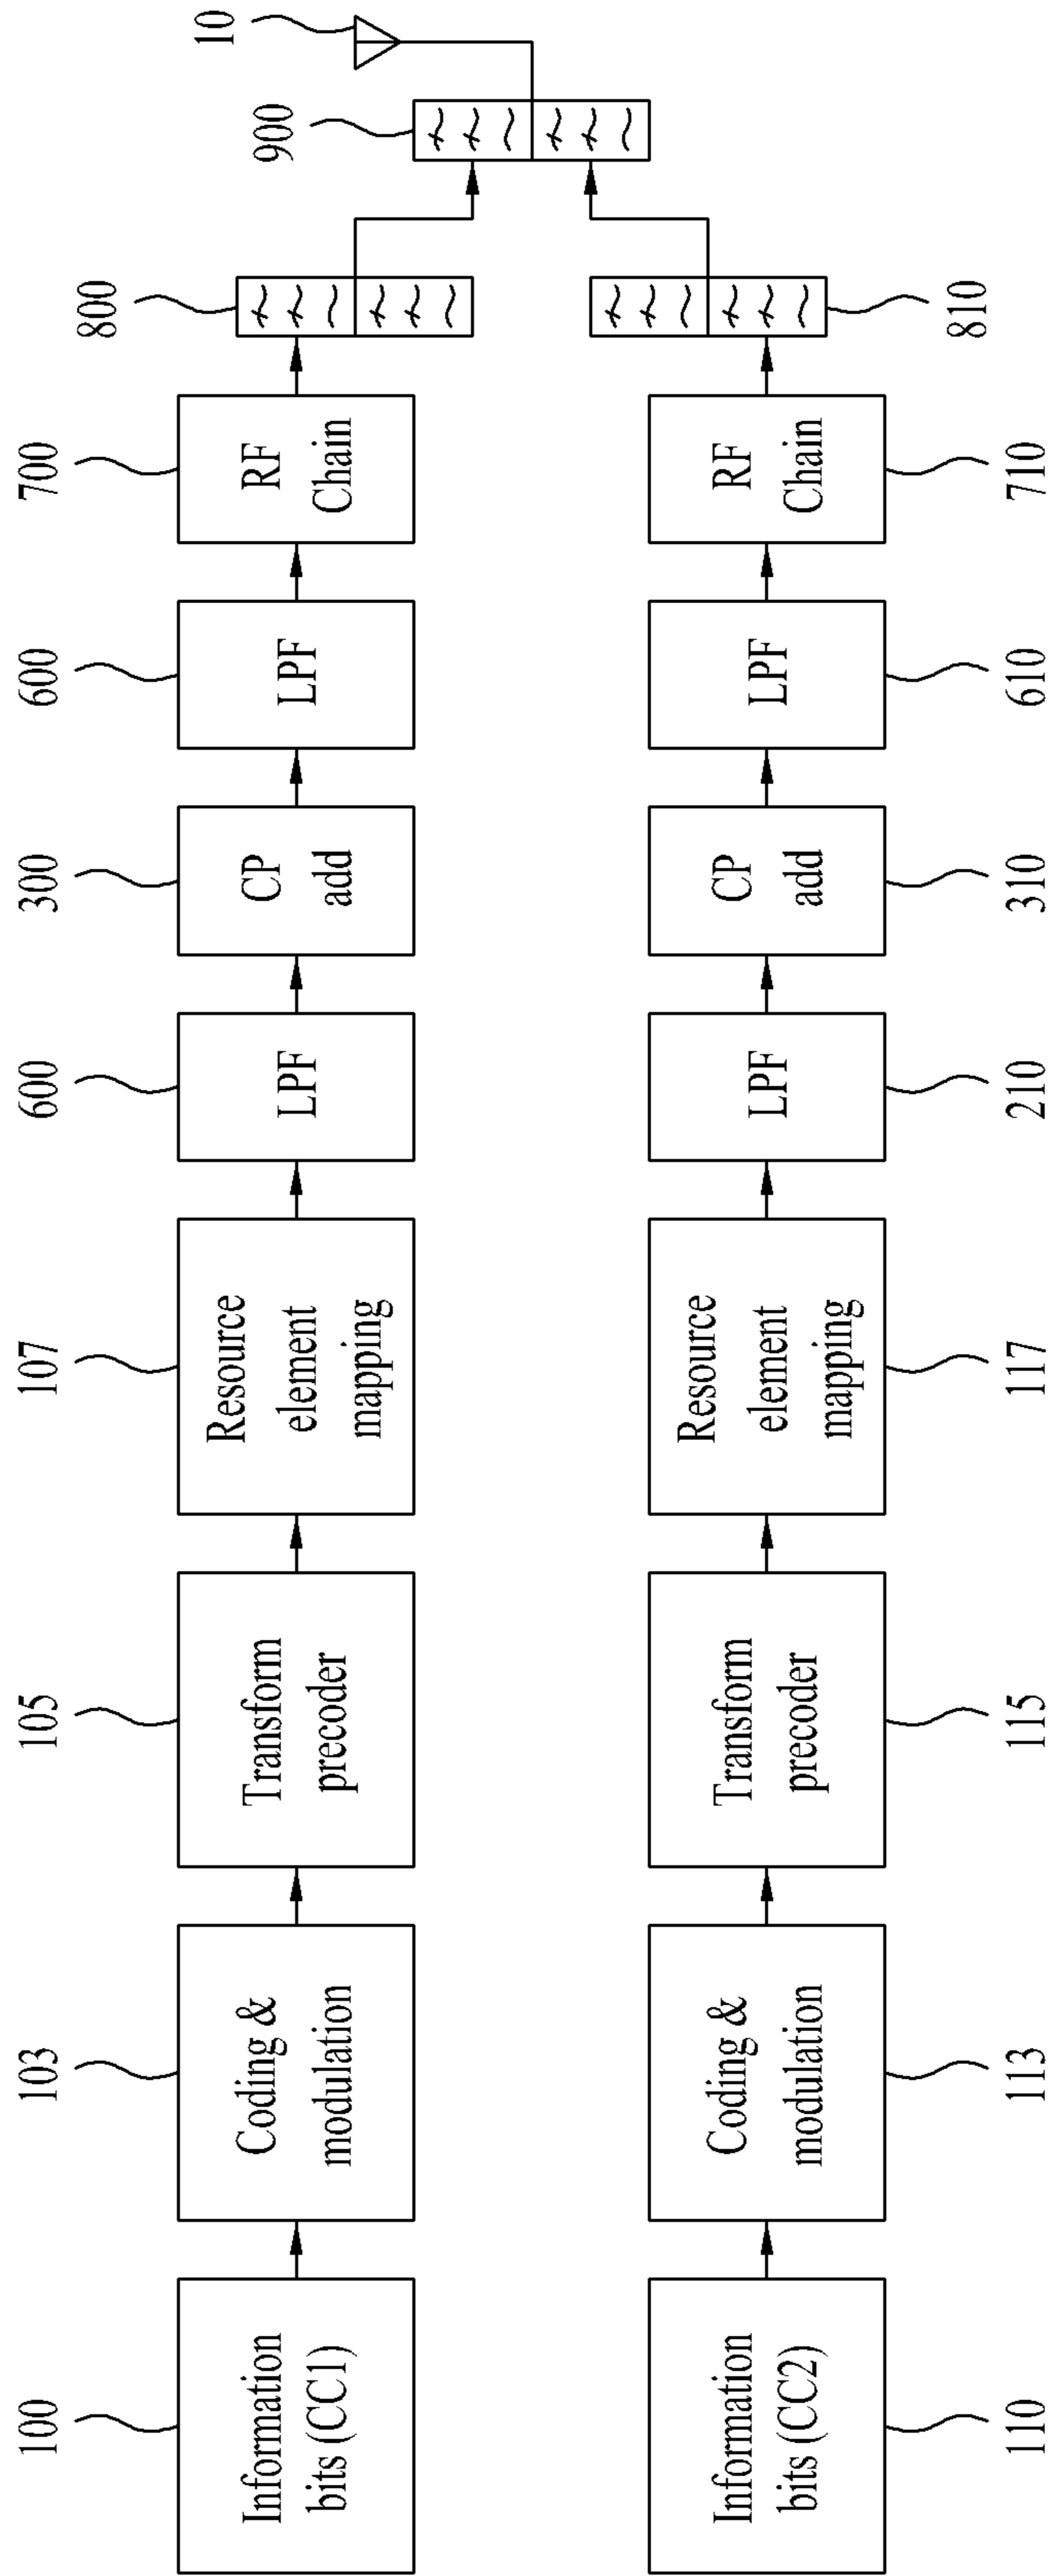 100
103
105
107
600
300
600
700
800
900
10
Information
bits (CC1)
Coding &
modulation
Transform
precoder
Resource
element
mapping
LPF
CP
add
LPF
RF
Chain
Information
bits (CC2)
Coding &
modulation
Transform
precoder
Resource
element
mapping
LPF
CP
add
LPF
RF
Chain
110
113
115
117
210
310
610
710
810